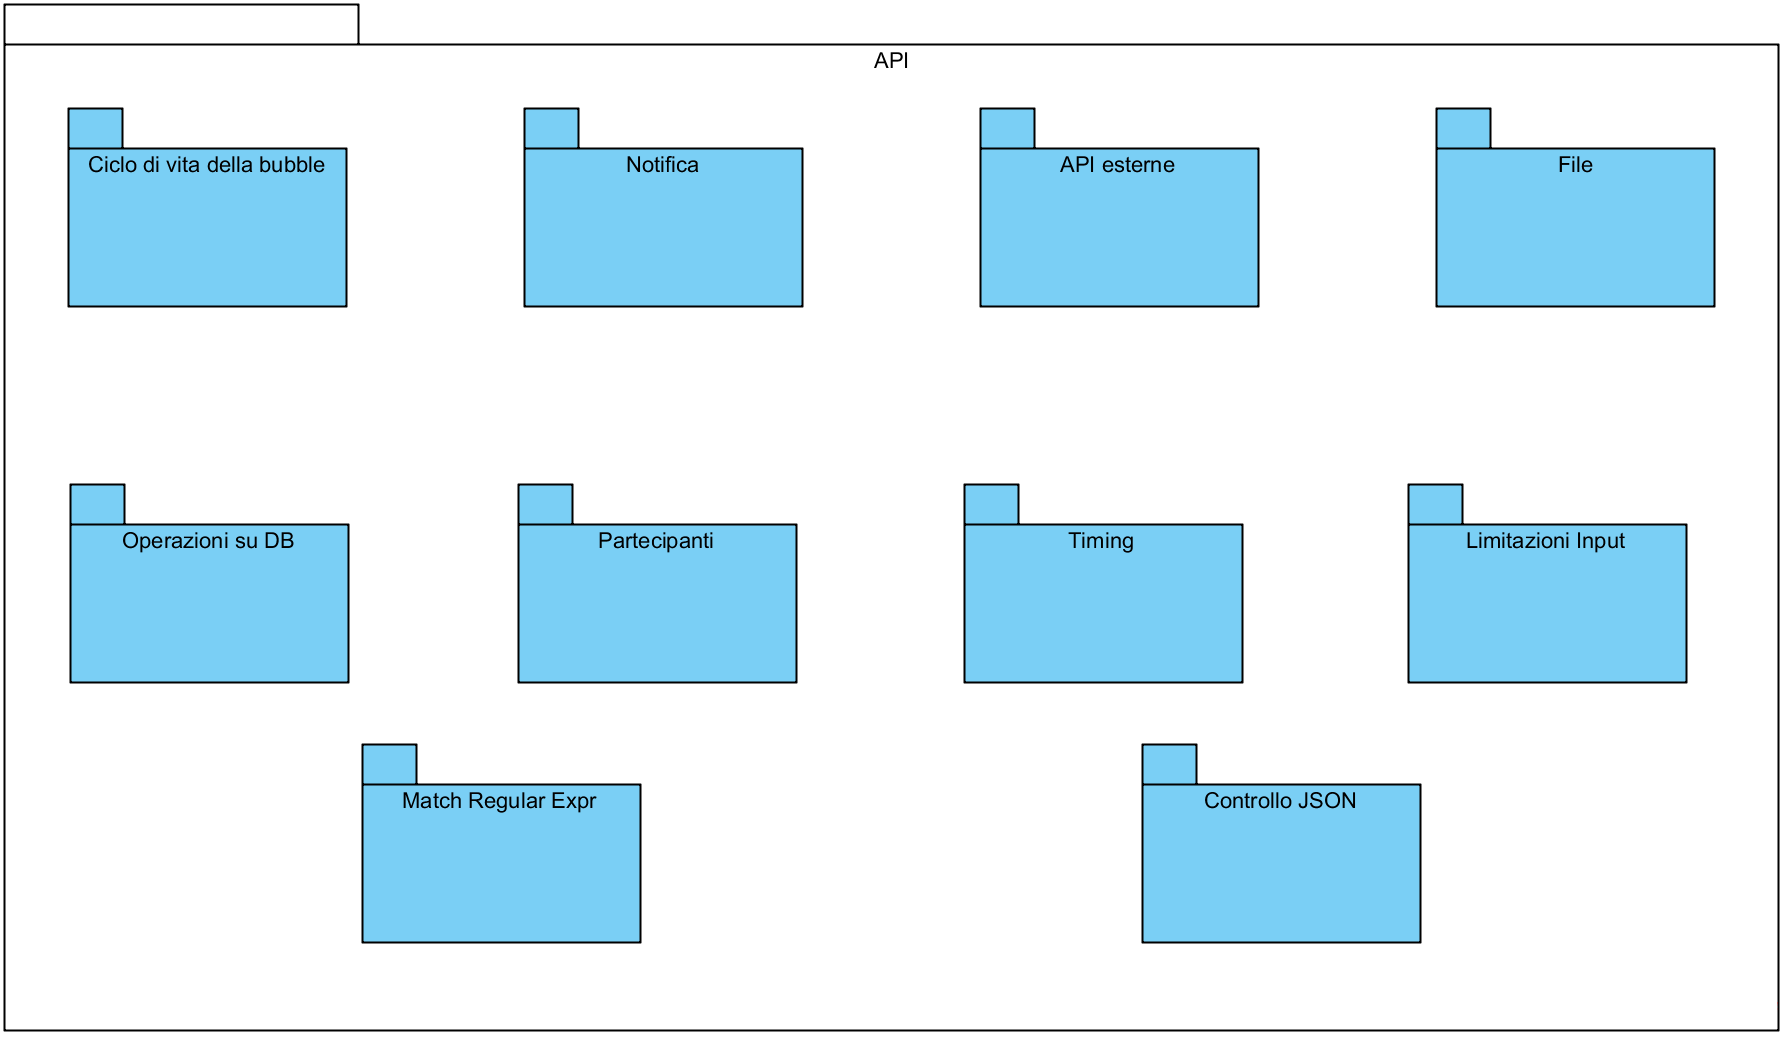 API
Ciclo di vita della bubble
Notifica
API esterne
File
Operazioni su DB
Partecipanti
Timing
Limitazioni Input
Match Regular Expr
Controllo JSON